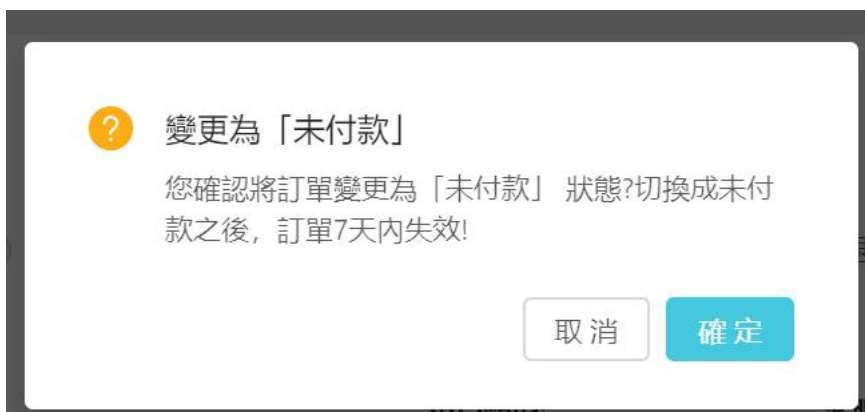 變更為「未付款」
您確認將訂單變更為「未付款」 狀態?切換成未付
款之後，訂單7天內失效!
取消
確定